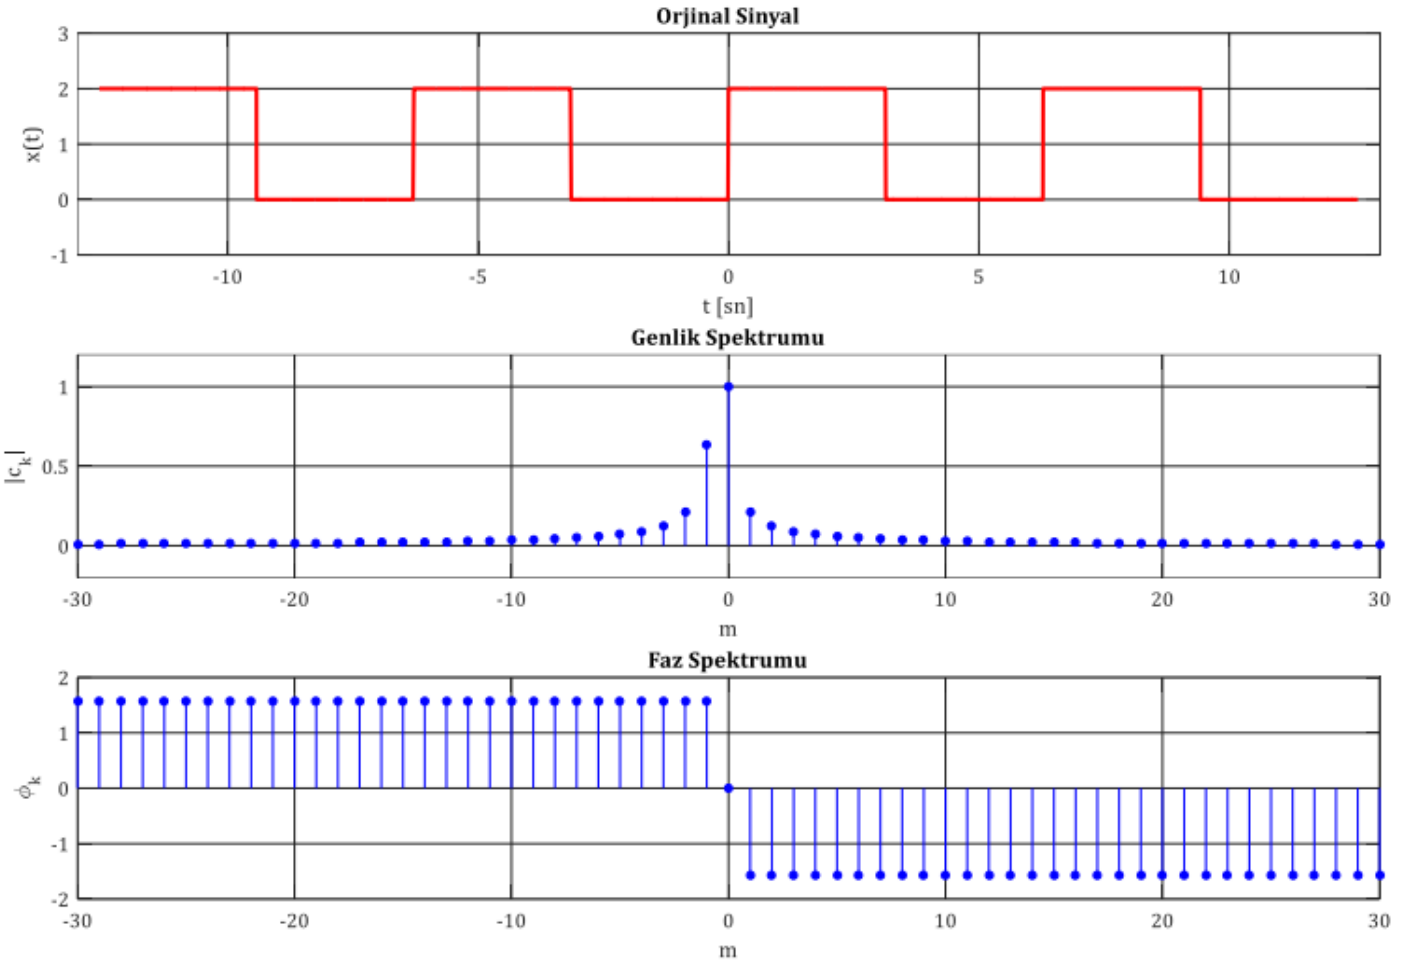 Orjinal Sinyal
3
2
1
0
-1
x(t)
-10 -5 0 5 10
t [sn]
Genlik Spektrumu
1
0.5
0
|c_k|
-30 -20 -10 0 10 20 30
m
Faz Spektrumu
2
1
0
-1
-2
ϕ_k
-30 -20 -10 0 10 20 30
m